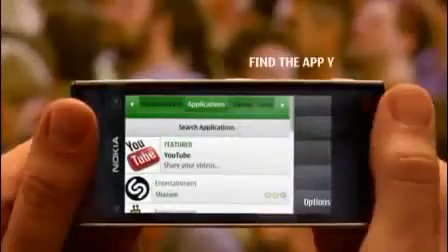 FIND THE APP Y
NOKIA
Applications
Search Applications
You
Tube
FEATURED
YouTube
Share your videos...
Entertainment
Shazam
Options